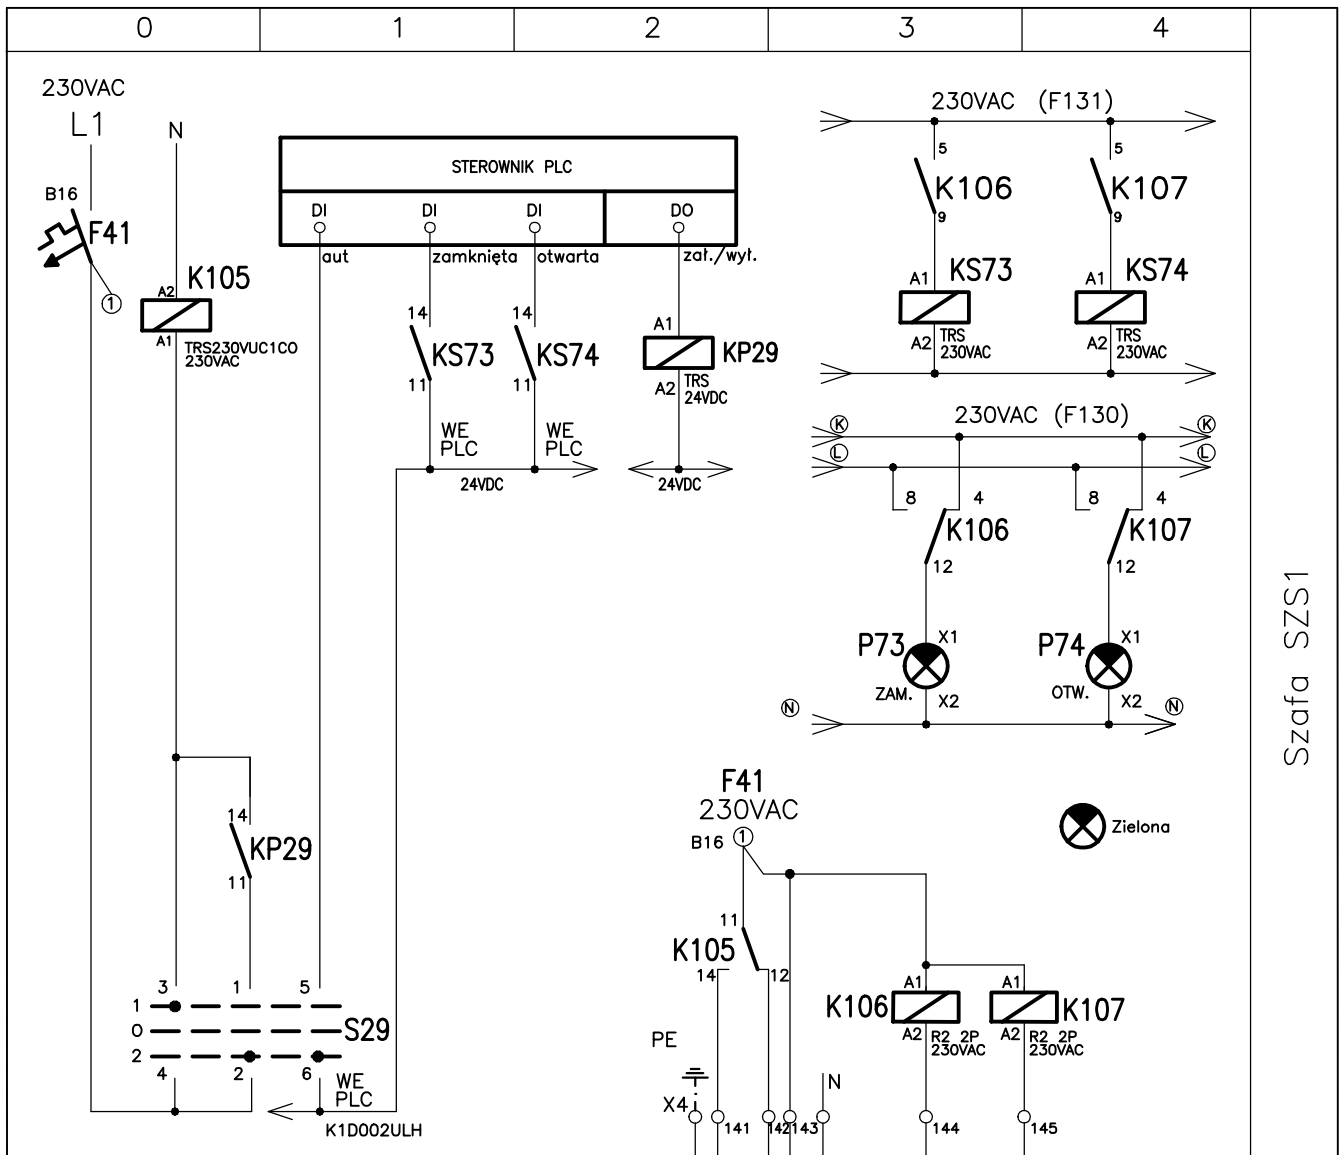 0 1 2 3 4
230VAC
L1
N
B16
F41
1
K105
A2
A1
TRS230VUC1CO
230VAC
STEROWNIK PLC
DI DI DI DO
aut zamknięta otwarta zał./wył.
14 14
KS73 KS74
11 11
A1
KP29
A2 TRS
24VDC
WE
PLC
WE
PLC
24VDC 24VDC
230VAC (F131)
5 5
K106 K107
9 9
KS73 KS74
A1 A1
A2 TRS
230VAC
A2 TRS
230VAC
230VAC (F130)
K K
L L
8 4 8 4
K106 K107
12 12
P73 X1 P74 X1
ZAM. X2 OTW. X2
N N
Zielona
Szafa SZS1
14
KP29
11
3 1 5
1
0 S29
2
4 2 6
WE
PLC
K1D002ULH
F41
230VAC
B16 1
11
K105
14 12
PE
X4
N
K106 A1 A1 K107
A2 R2 2P
230VAC
A2 R2 2P
230VAC
141 142 143 144 145